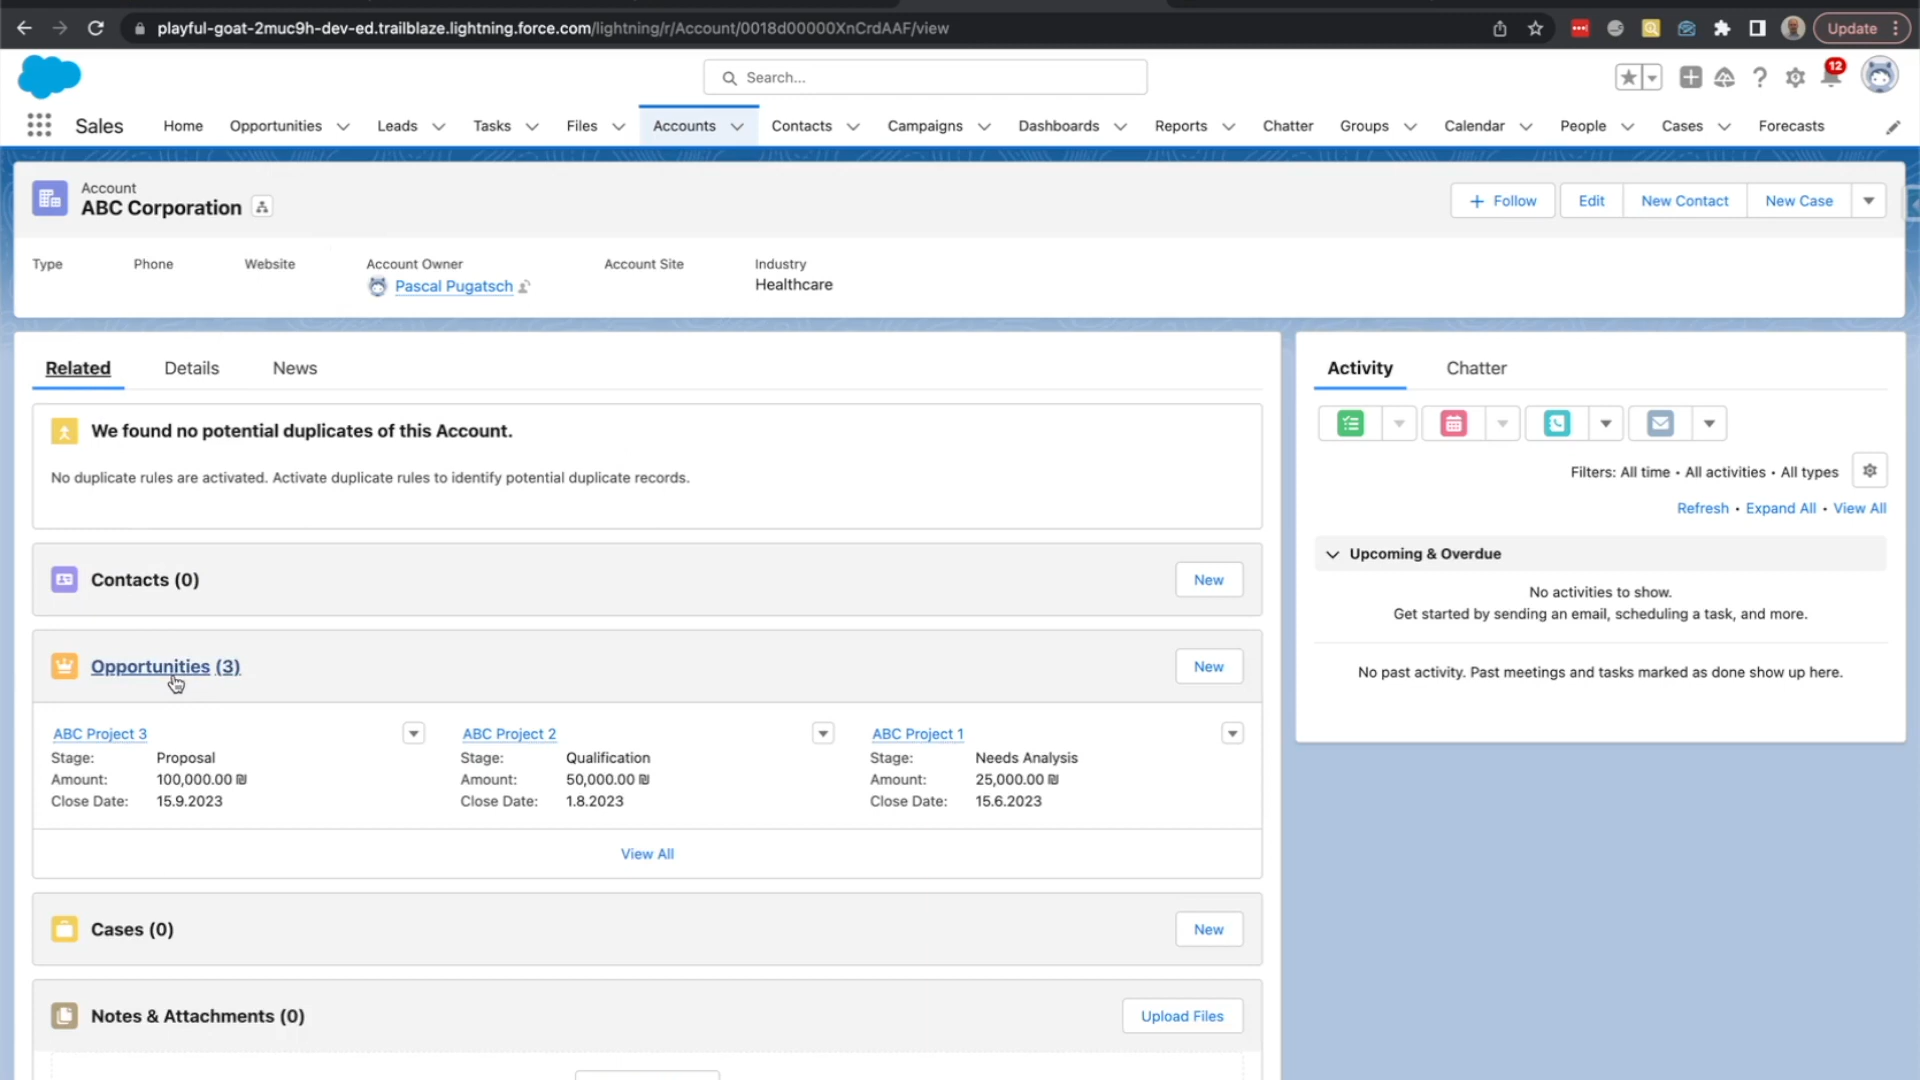 playful-goat-2muc9h-dev-ed.trailblaze.lightning.force.com/lightning/r/Account/0018d00000XnCrdAAF/view
Update
Search...
12
Sales Home Opportunities Leads Tasks Files Accounts Contacts Campaigns Dashboards Reports Chatter Groups Calendar People Cases Forecasts
Account
ABC Corporation
Follow Edit New Contact New Case
Type Phone Website Account Owner Account Site Industry
Pascal Pugatsch Healthcare
Related Details News
We found no potential duplicates of this Account.
No duplicate rules are activated. Activate duplicate rules to identify potential duplicate records.
Contacts (0) New
Opportunities (3) New
ABC Project 3
Stage: Proposal
Amount: 100,000.00 ₪
Close Date: 15.9.2023
ABC Project 2
Stage: Qualification
Amount: 50,000.00 ₪
Close Date: 1.8.2023
ABC Project 1
Stage: Needs Analysis
Amount: 25,000.00 ₪
Close Date: 15.6.2023
View All
Cases (0) New
Notes & Attachments (0) Upload Files
Activity Chatter
Filters: All time • All activities • All types
Refresh • Expand All • View All
Upcoming & Overdue
No activities to show.
Get started by sending an email, scheduling a task, and more.
No past activity. Past meetings and tasks marked as done show up here.